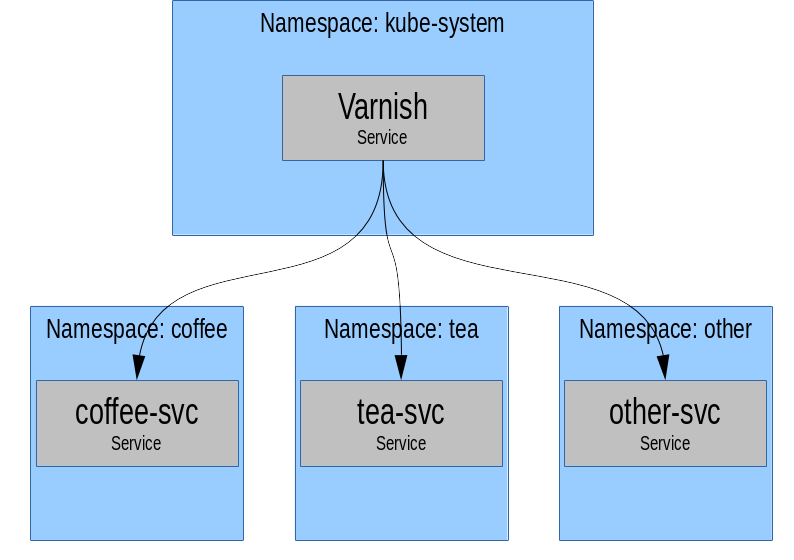 Namespace: kube-system
Varnish
Service
Namespace: coffee
coffee-svc
Service
Namespace: tea
tea-svc
Service
Namespace: other
other-svc
Service